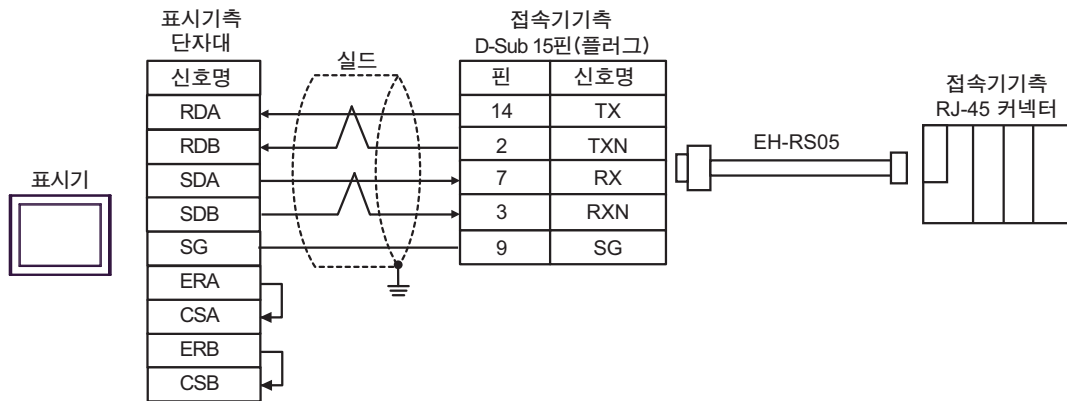 표시기
표시기측
단자대
신호명
RDA
RDB
SDA
SDB
SG
ERA
CSA
ERB
CSB
실드
접속기기측
D-Sub 15핀(플러그)
핀 신호명
14 TX
2 TXN
7 RX
3 RXN
9 SG
EH-RS05
접속기기측
RJ-45 커넥터